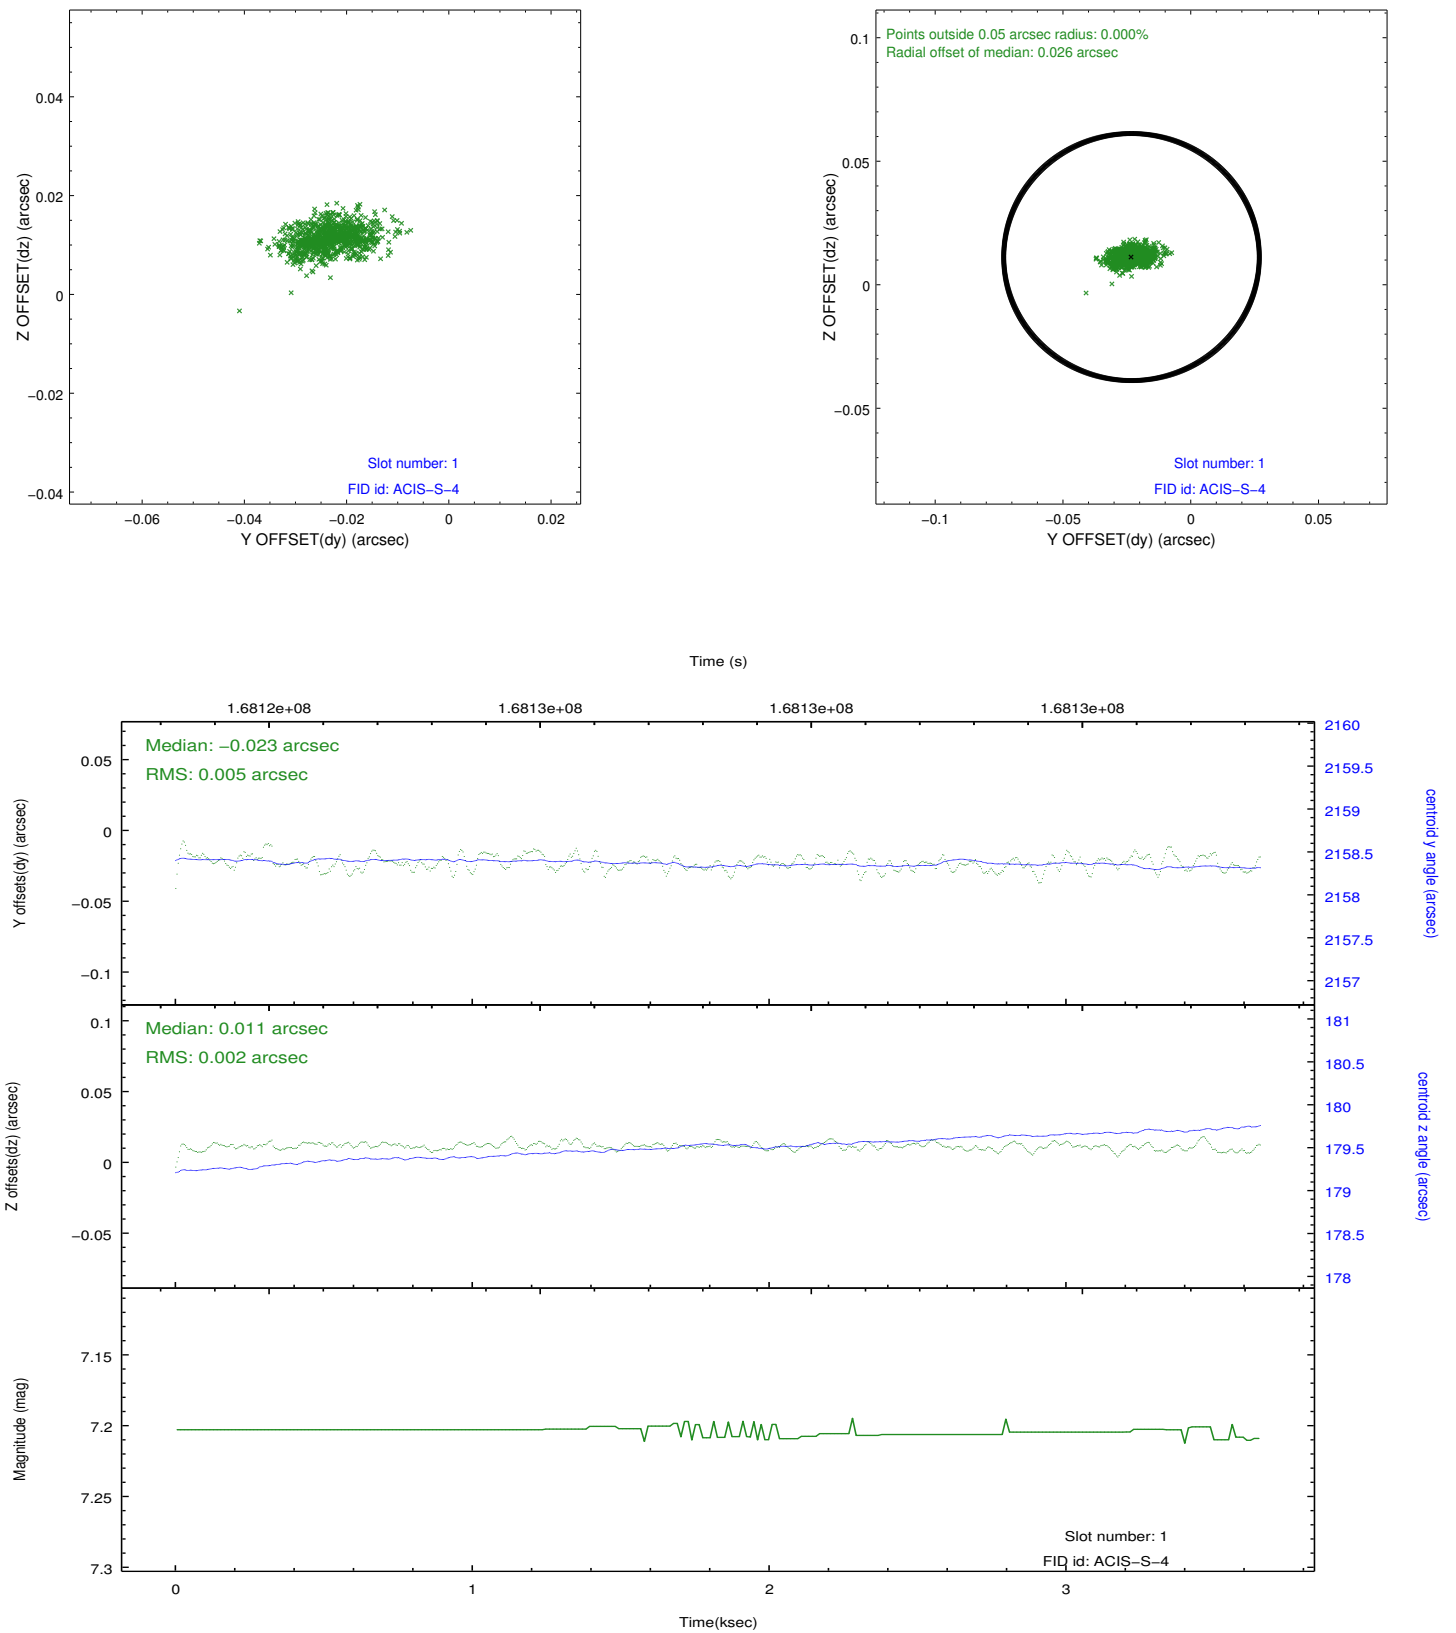 0.04
0.02
0
−0.02
−0.04
Z OFFSET(dz) (arcsec)
Slot number: 1
FID id: ACIS−S−4
−0.06
−0.04
−0.02
0
0.02
Y OFFSET(dy) (arcsec)
Points outside 0.05 arcsec radius: 0.000%
Radial offset of median: 0.026 arcsec
0.1
0.05
0
−0.05
Z OFFSET(dz) (arcsec)
Slot number: 1
FID id: ACIS−S−4
−0.1
−0.05
0
0.05
Y OFFSET(dy) (arcsec)
Time (s)
1.6812e+08
1.6813e+08
1.6813e+08
1.6813e+08
Median: −0.023 arcsec
RMS: 0.005 arcsec
0.05
0
−0.05
−0.1
Y offsets(dy) (arcsec)
2160
2159.5
2159
2158.5
2158
2157.5
2157
centroid y angle (arcsec)
Median: 0.011 arcsec
RMS: 0.002 arcsec
0.1
0.05
0
−0.05
Z offsets(dz) (arcsec)
181
180.5
180
179.5
179
178.5
178
centroid z angle (arcsec)
7.15
7.2
7.25
7.3
Magnitude (mag)
Slot number: 1
FID id: ACIS−S−4
0
1
2
3
Time(ksec)